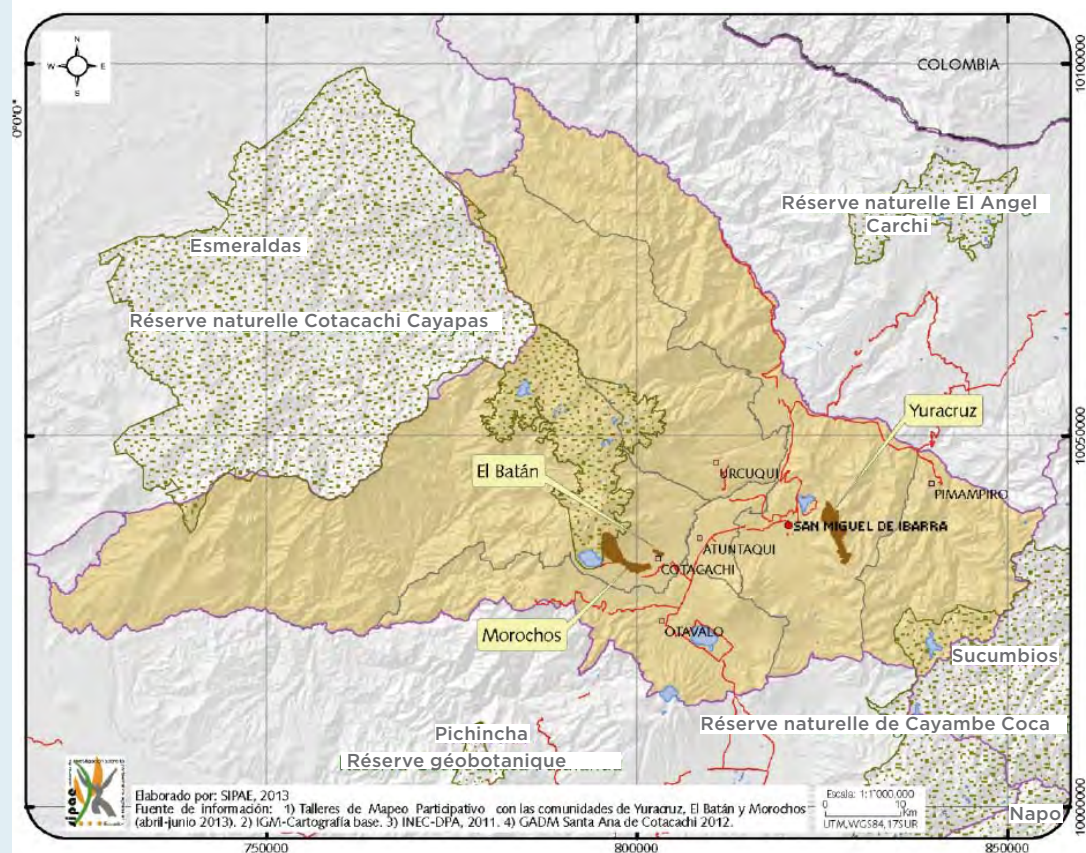 N
W E
S
COLOMBIA
10100000
0°0'0"
Réserve naturelle El Angel
Carchi
Esmeraldas
Réserve naturelle Cotacachi Cayapas
Yuracruz
10050000
El Batán
URCUQUI
PIMAMPIRO
SAN MIGUEL DE IBARRA
ATUNTAQUI
COTACACHI
Morochos
OTAVALO
Sucumbios
Réserve naturelle de Cayambe Coca
Pichincha
Réserve géobotanique
Napo
sipae
Elaborado por: SIPAE, 2013
Fuente de información: 1) Talleres de Mapeo Participativo con las comunidades de Yuracruz, El Batán y Morochos
(abril-junio 2013). 2) IGM-Cartografía base. 3) INEC-DPA, 2011. 4) GADM Santa Ana de Cotacachi 2012.
Escala: 1:1'000.000
0 10
Km
UTM,WGS84,17SUR
750000
800000
850000